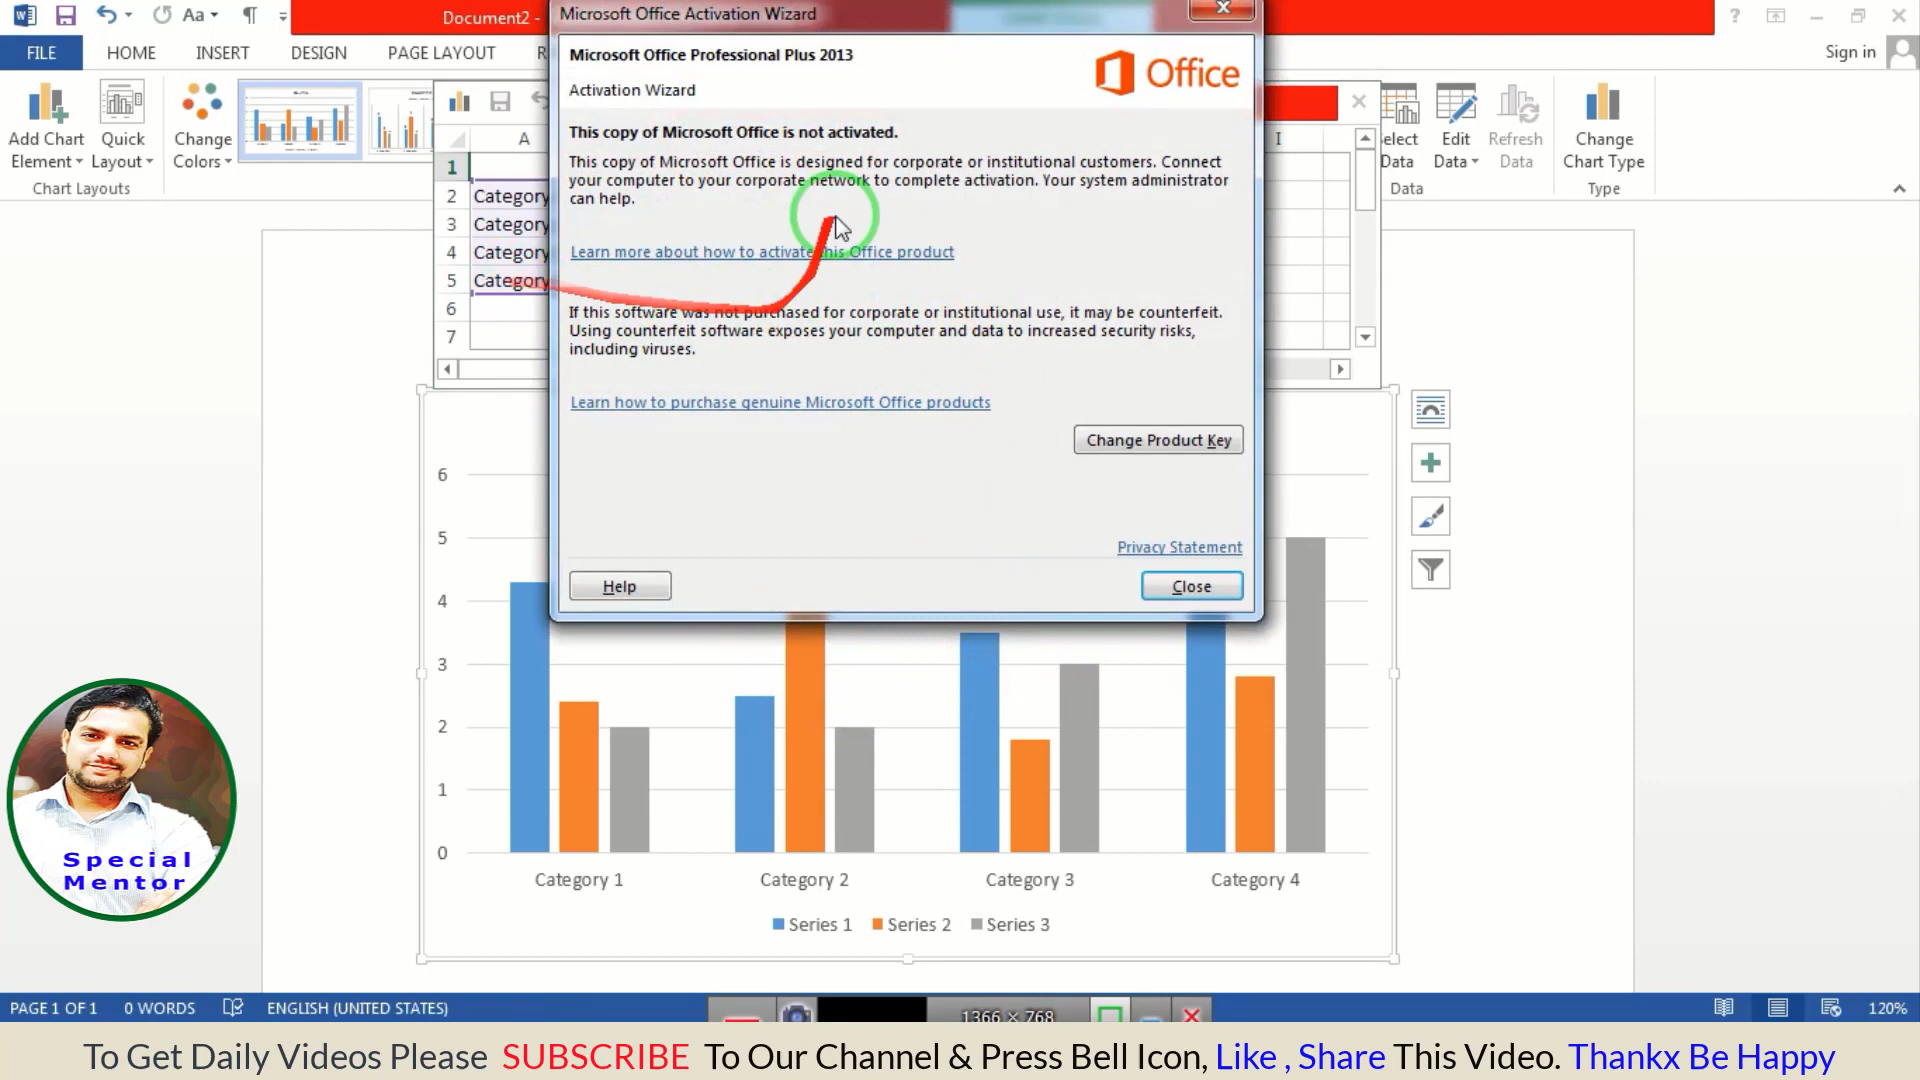 Document2 -
Microsoft Office Activation Wizard
FILE
HOME
INSERT
DESIGN
PAGE LAYOUT
R
Sign in
Add Chart
Element
Quick
Layout
Change
Colors
Chart Layouts
Select
Data
Edit
Data
Refresh
Data
Data
Change
Chart Type
Type
Microsoft Office Professional Plus 2013
Activation Wizard
Office
This copy of Microsoft Office is not activated.
This copy of Microsoft Office is designed for corporate or institutional customers. Connect
your computer to your corporate network to complete activation. Your system administrator
can help.
Learn more about how to activate this Office product
If this software was not purchased for corporate or institutional use, it may be counterfeit.
Using counterfeit software exposes your computer and data to increased security risks,
including viruses.
Learn how to purchase genuine Microsoft Office products
Change Product Key
Privacy Statement
Help
Close
A
I
1
2 Category
3 Category
4 Category
5 Category
6
7
6
5
4
3
2
1
0
Category 1
Category 2
Category 3
Category 4
Series 1
Series 2
Series 3
Special
Mentor
PAGE 1 OF 1
0 WORDS
ENGLISH (UNITED STATES)
1366 × 768
120%
To Get Daily Videos Please SUBSCRIBE To Our Channel & Press Bell Icon, Like , Share This Video. Thankx Be Happy